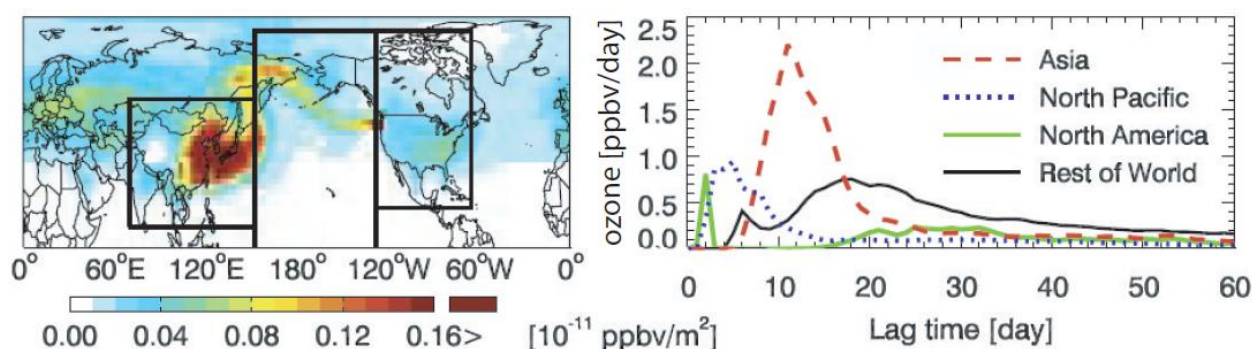 0° 60°E 120°E 180° 120°W 60°W 0°
0.00 0.04 0.08 0.12 0.16> [10⁻¹¹ ppbv/m²]
ozone [ppbv/day]
2.5
2.0
1.5
1.0
0.5
0.0
Asia
North Pacific
North America
Rest of World
0 10 20 30 40 50 60
Lag time [day]